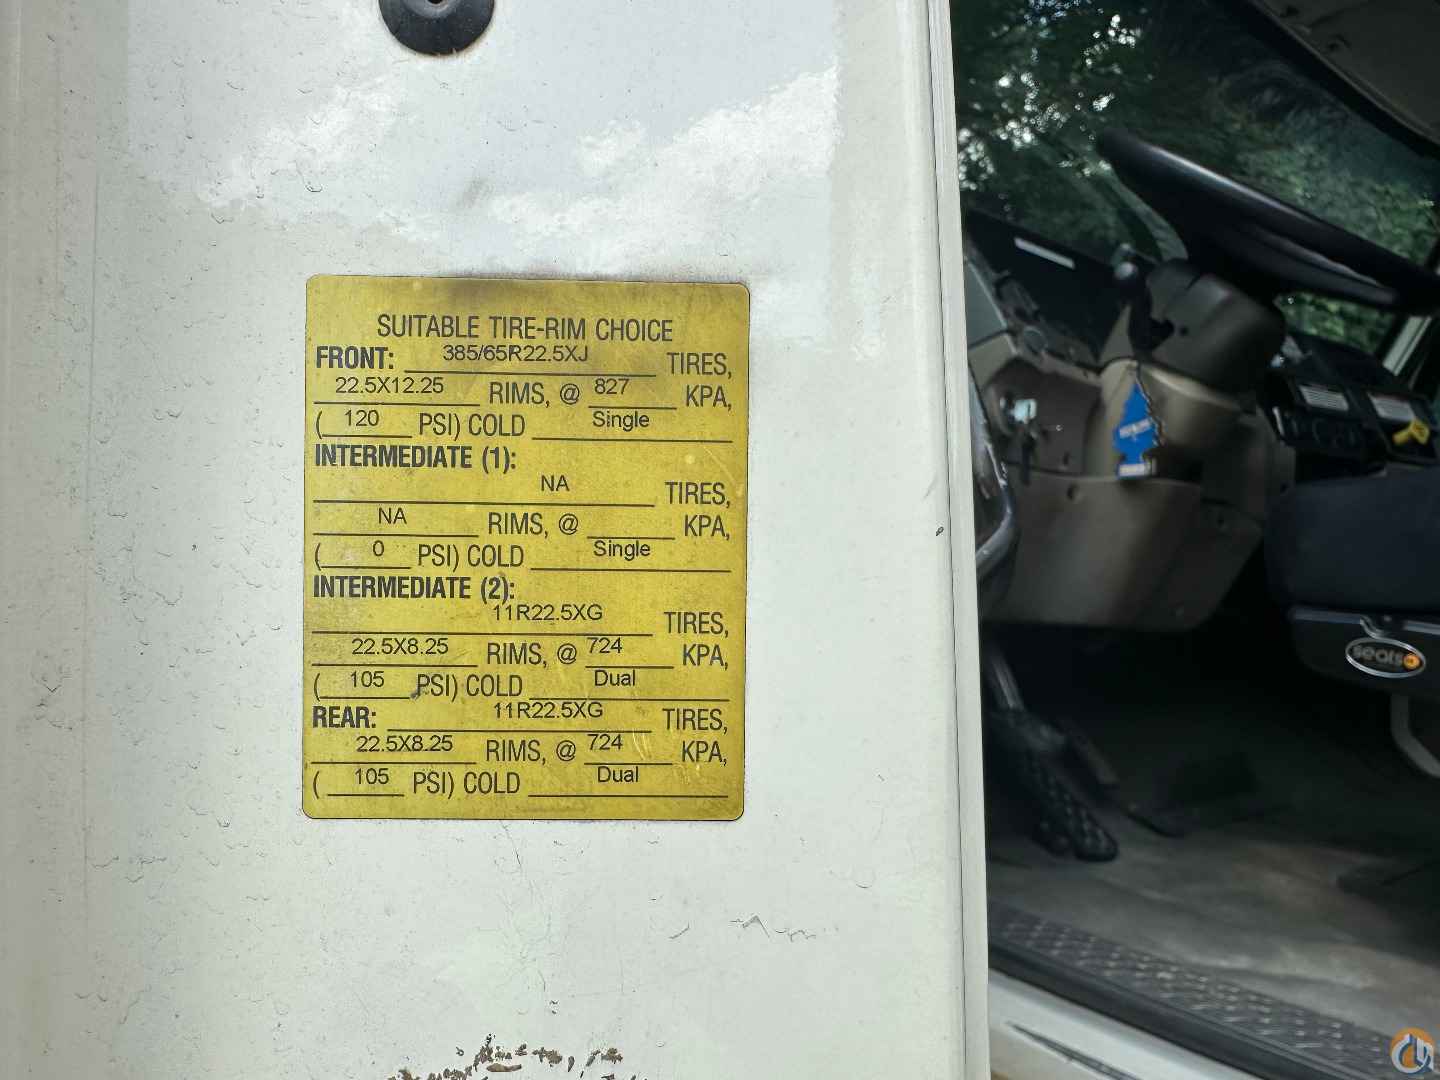 SUITABLE TIRE-RIM CHOICE
FRONT: 385/65R22.5XJ TIRES,
22.5X12.25 RIMS, @ 827 KPA,
( 120 PSI) COLD Single
INTERMEDIATE (1):
NA TIRES,
NA RIMS, @ KPA,
( 0 PSI) COLD Single
INTERMEDIATE (2):
11R22.5XG TIRES,
22.5X8.25 RIMS, @ 724 KPA,
( 105 PSI) COLD Dual
REAR: 11R22.5XG TIRES,
22.5X8.25 RIMS, @ 724 KPA,
( 105 PSI) COLD Dual
seats